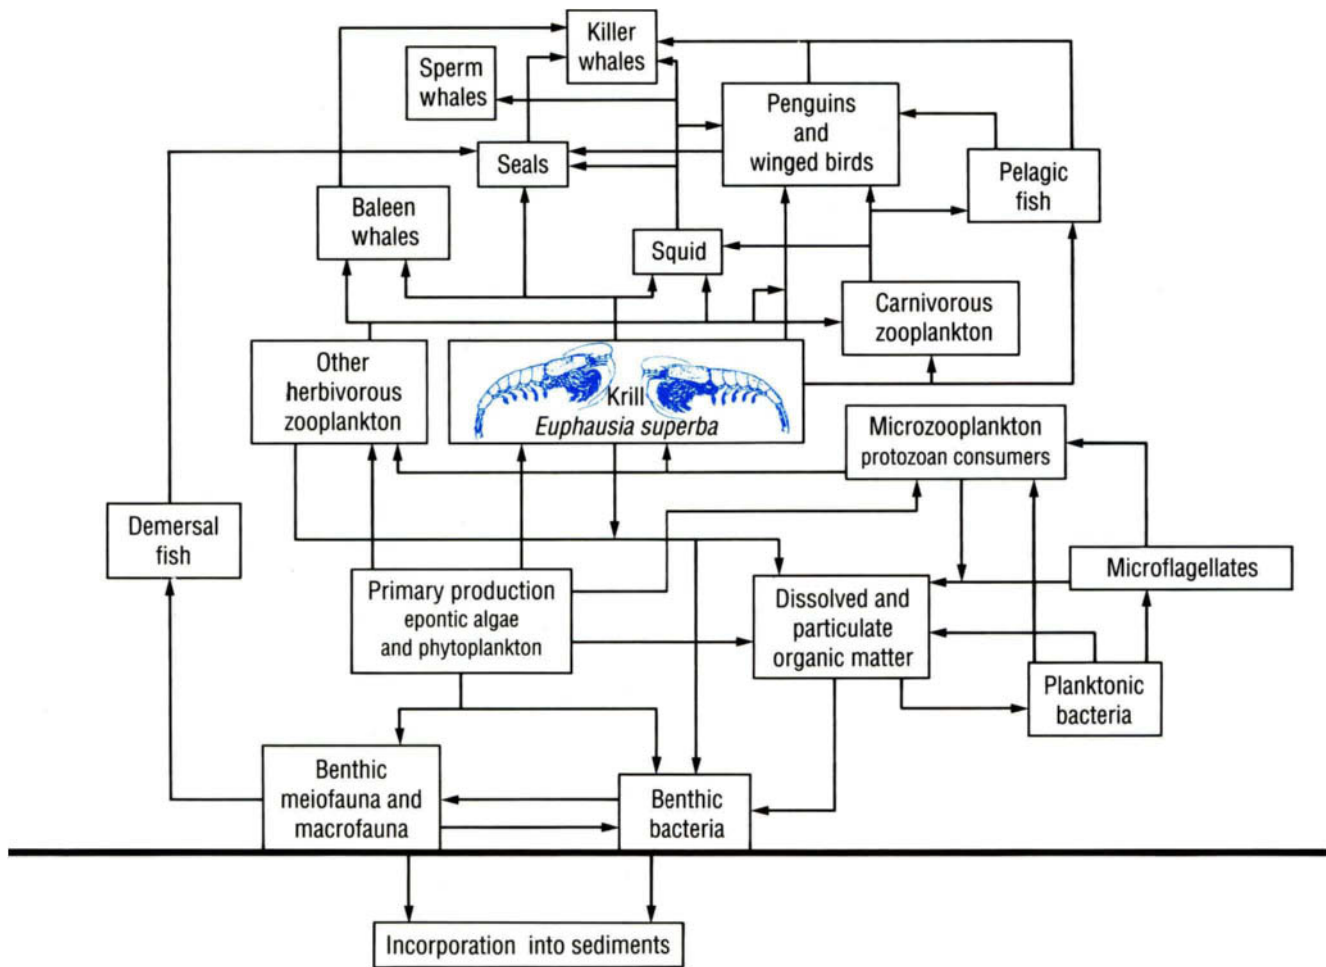 Killer
whales
Sperm
whales
Penguins
and
winged birds
Seals
Pelagic
fish
Baleen
whales
Squid
Carnivorous
zooplankton
Other
herbivorous
zooplankton
Krill
Euphausia superba
Microzooplankton
protozoan consumers
Demersal
fish
Microflagellates
Primary production
epontic algae
and phytoplankton
Dissolved and
particulate
organic matter
Planktonic
bacteria
Benthic
meiofauna and
macrofauna
Benthic
bacteria
Incorporation into sediments